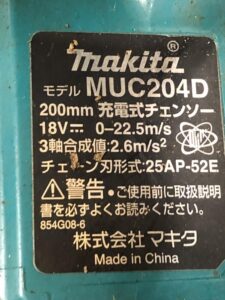 makita®
モデル MUC204D
200mm 充電式チェンソー
18V⎓ 0–22.5m/s
3軸合成値:2.6m/s²
チェーン刃形式:25AP-52E
⚠警告・ご使用前に取扱説明
書を必ずよくお読みください。
854G08-6
株式会社マキタ
Made in China